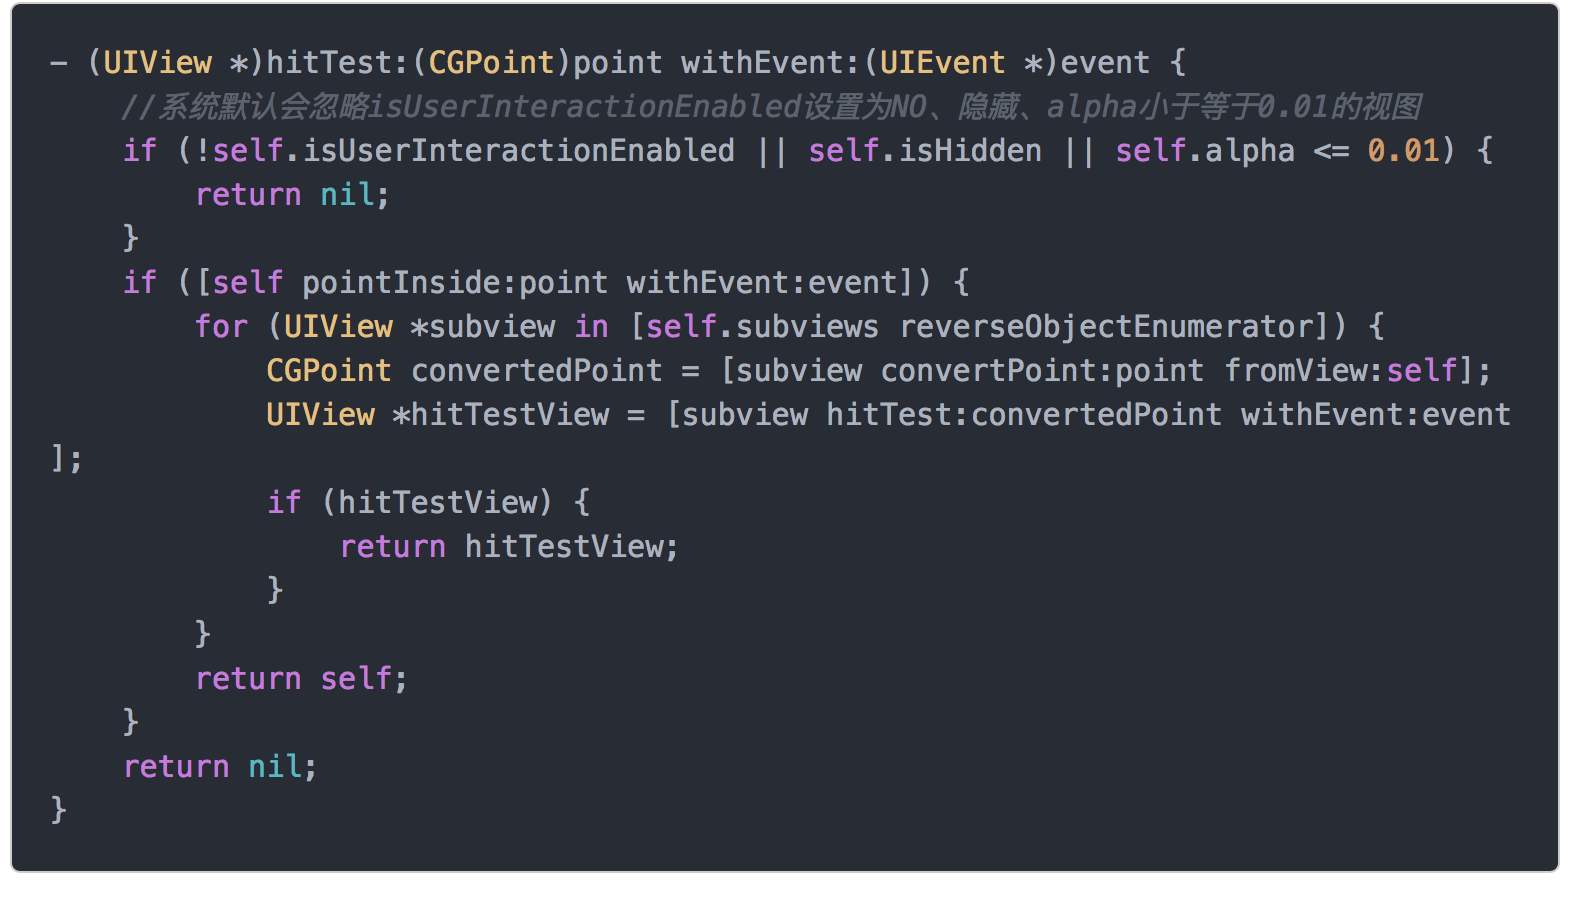 - (UIView *)hitTest:(CGPoint)point withEvent:(UIEvent *)event {
//系统默认会忽略isUserInteractionEnabled设置为NO、隐藏、alpha小于等于0.01的视图
if (!self.isUserInteractionEnabled || self.isHidden || self.alpha <= 0.01) {
return nil;
}
if ([self pointInside:point withEvent:event]) {
for (UIView *subview in [self.subviews reverseObjectEnumerator]) {
CGPoint convertedPoint = [subview convertPoint:point fromView:self];
UIView *hitTestView = [subview hitTest:convertedPoint withEvent:event
];
if (hitTestView) {
return hitTestView;
}
}
return self;
}
return nil;
}